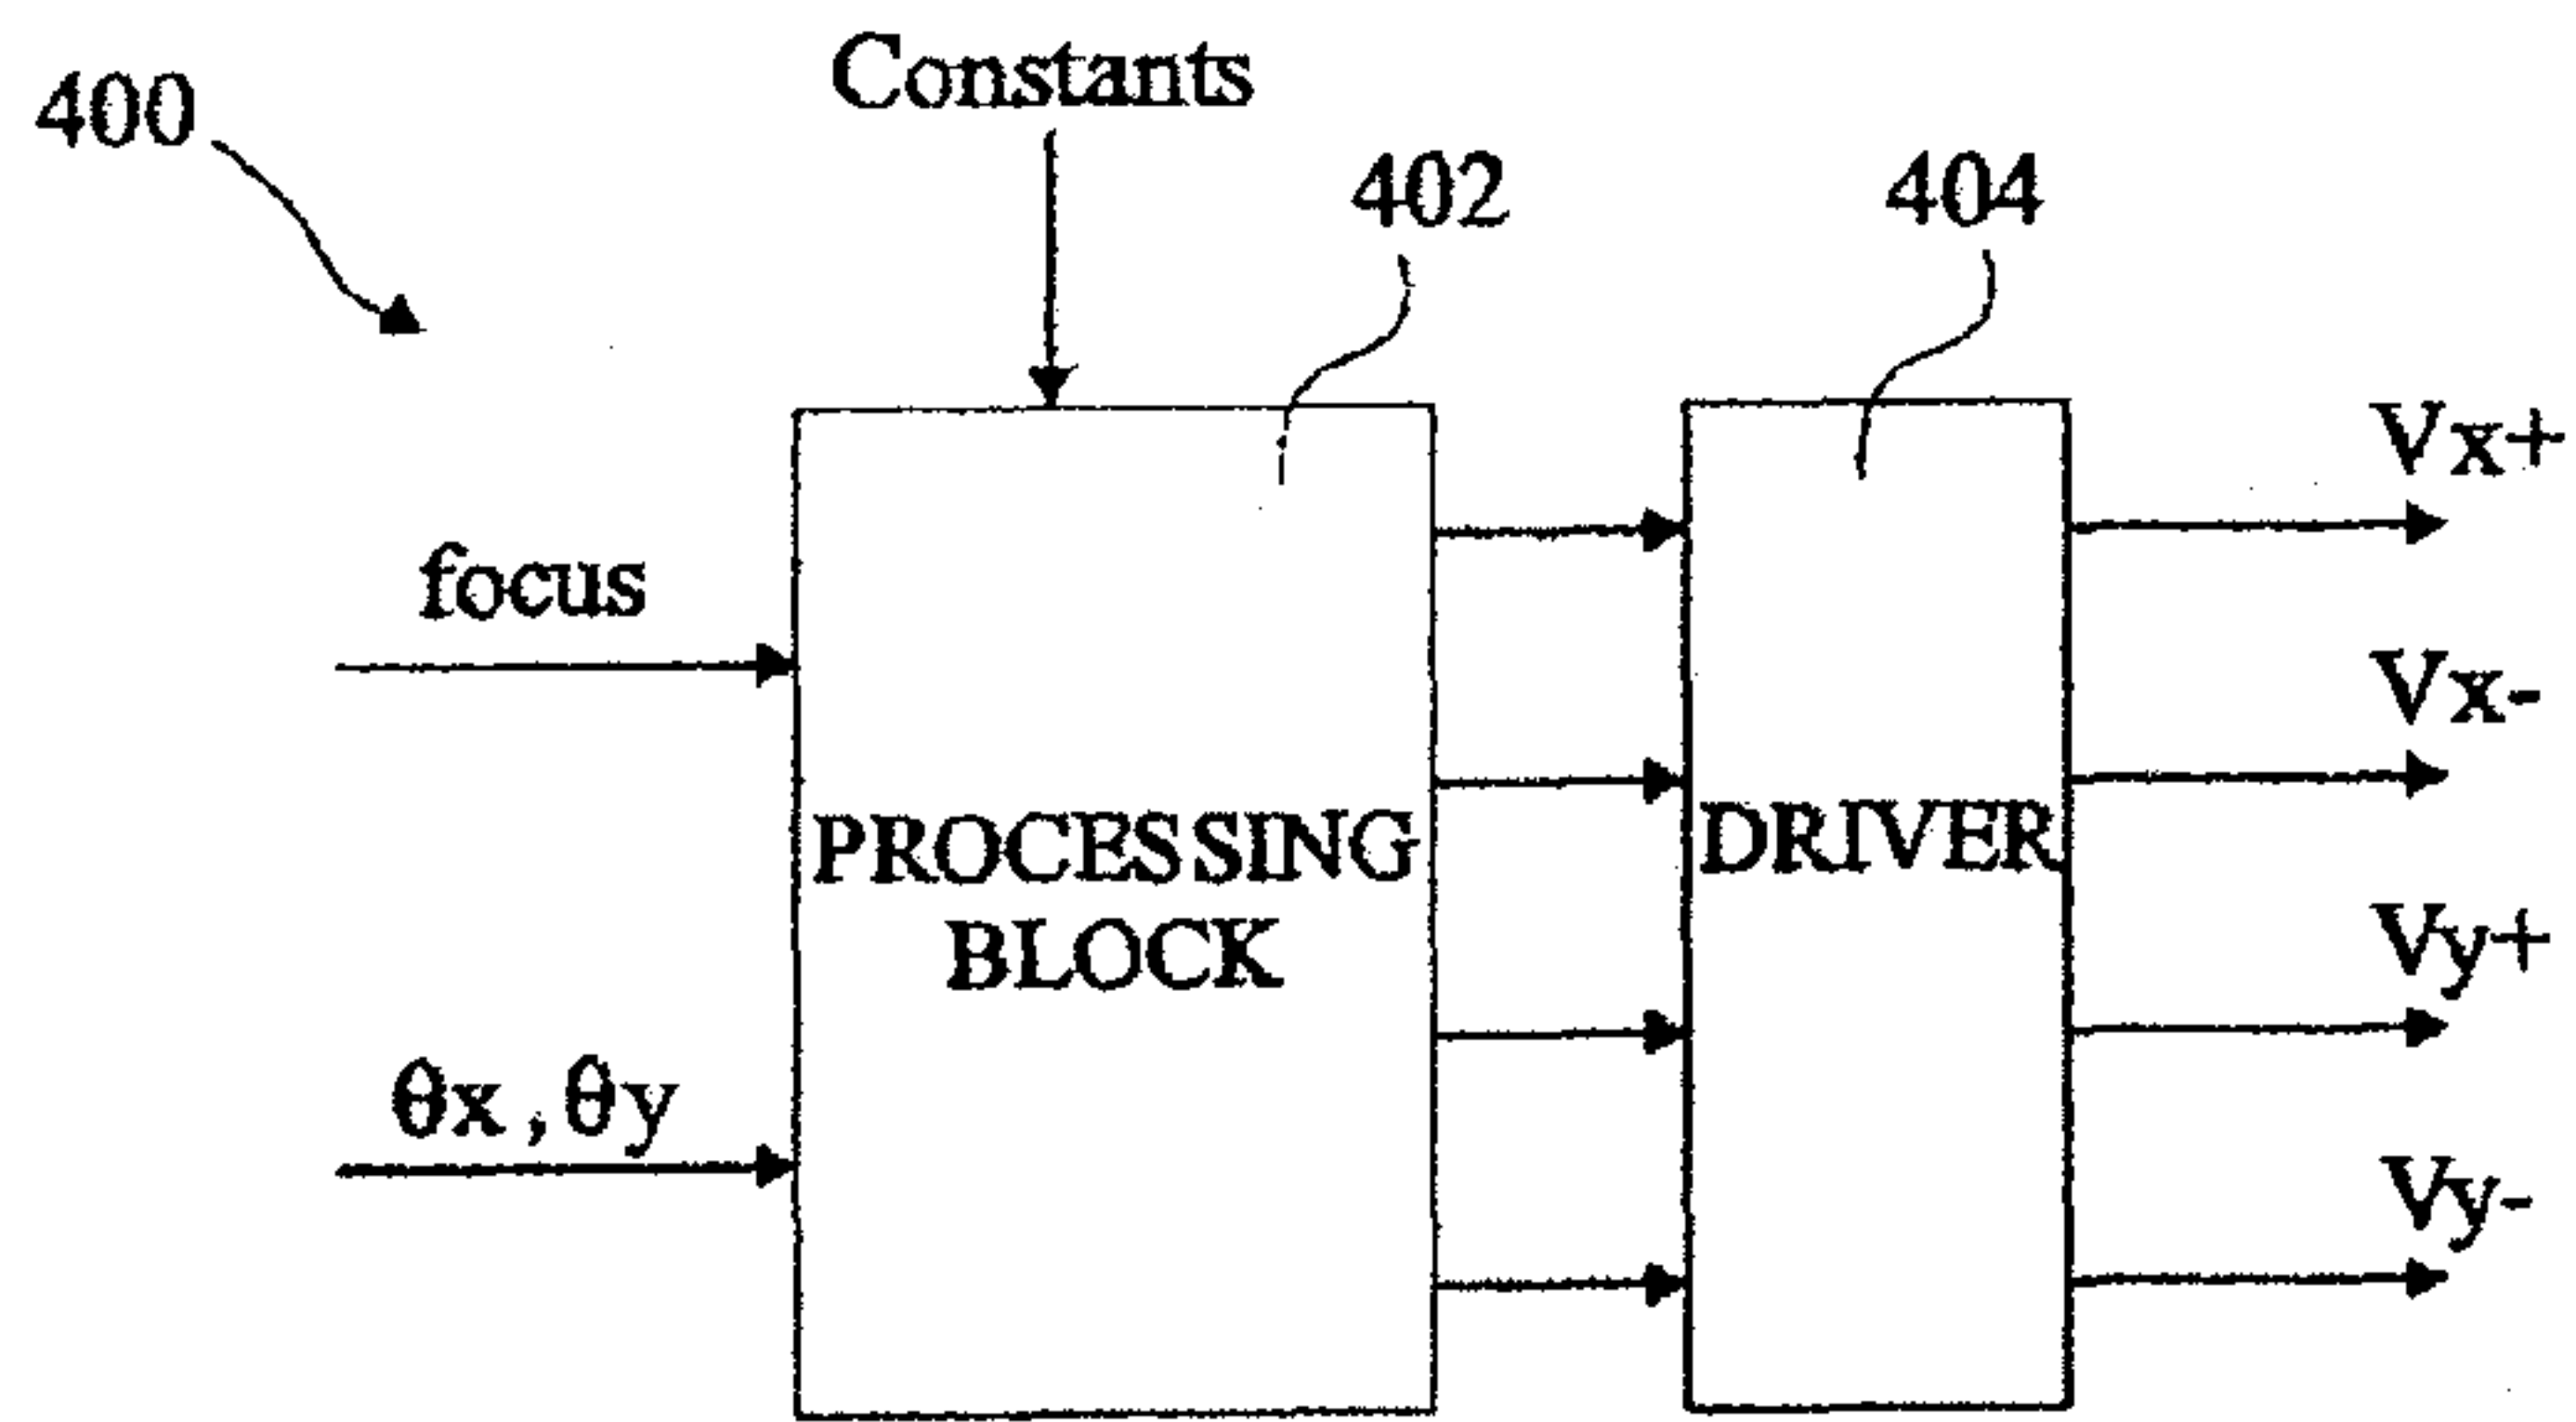 400
Constants
402
404
focus
θx , θy
PROCESSING
BLOCK
DRIVER
Vx+
Vx-
Vy+
Vy-